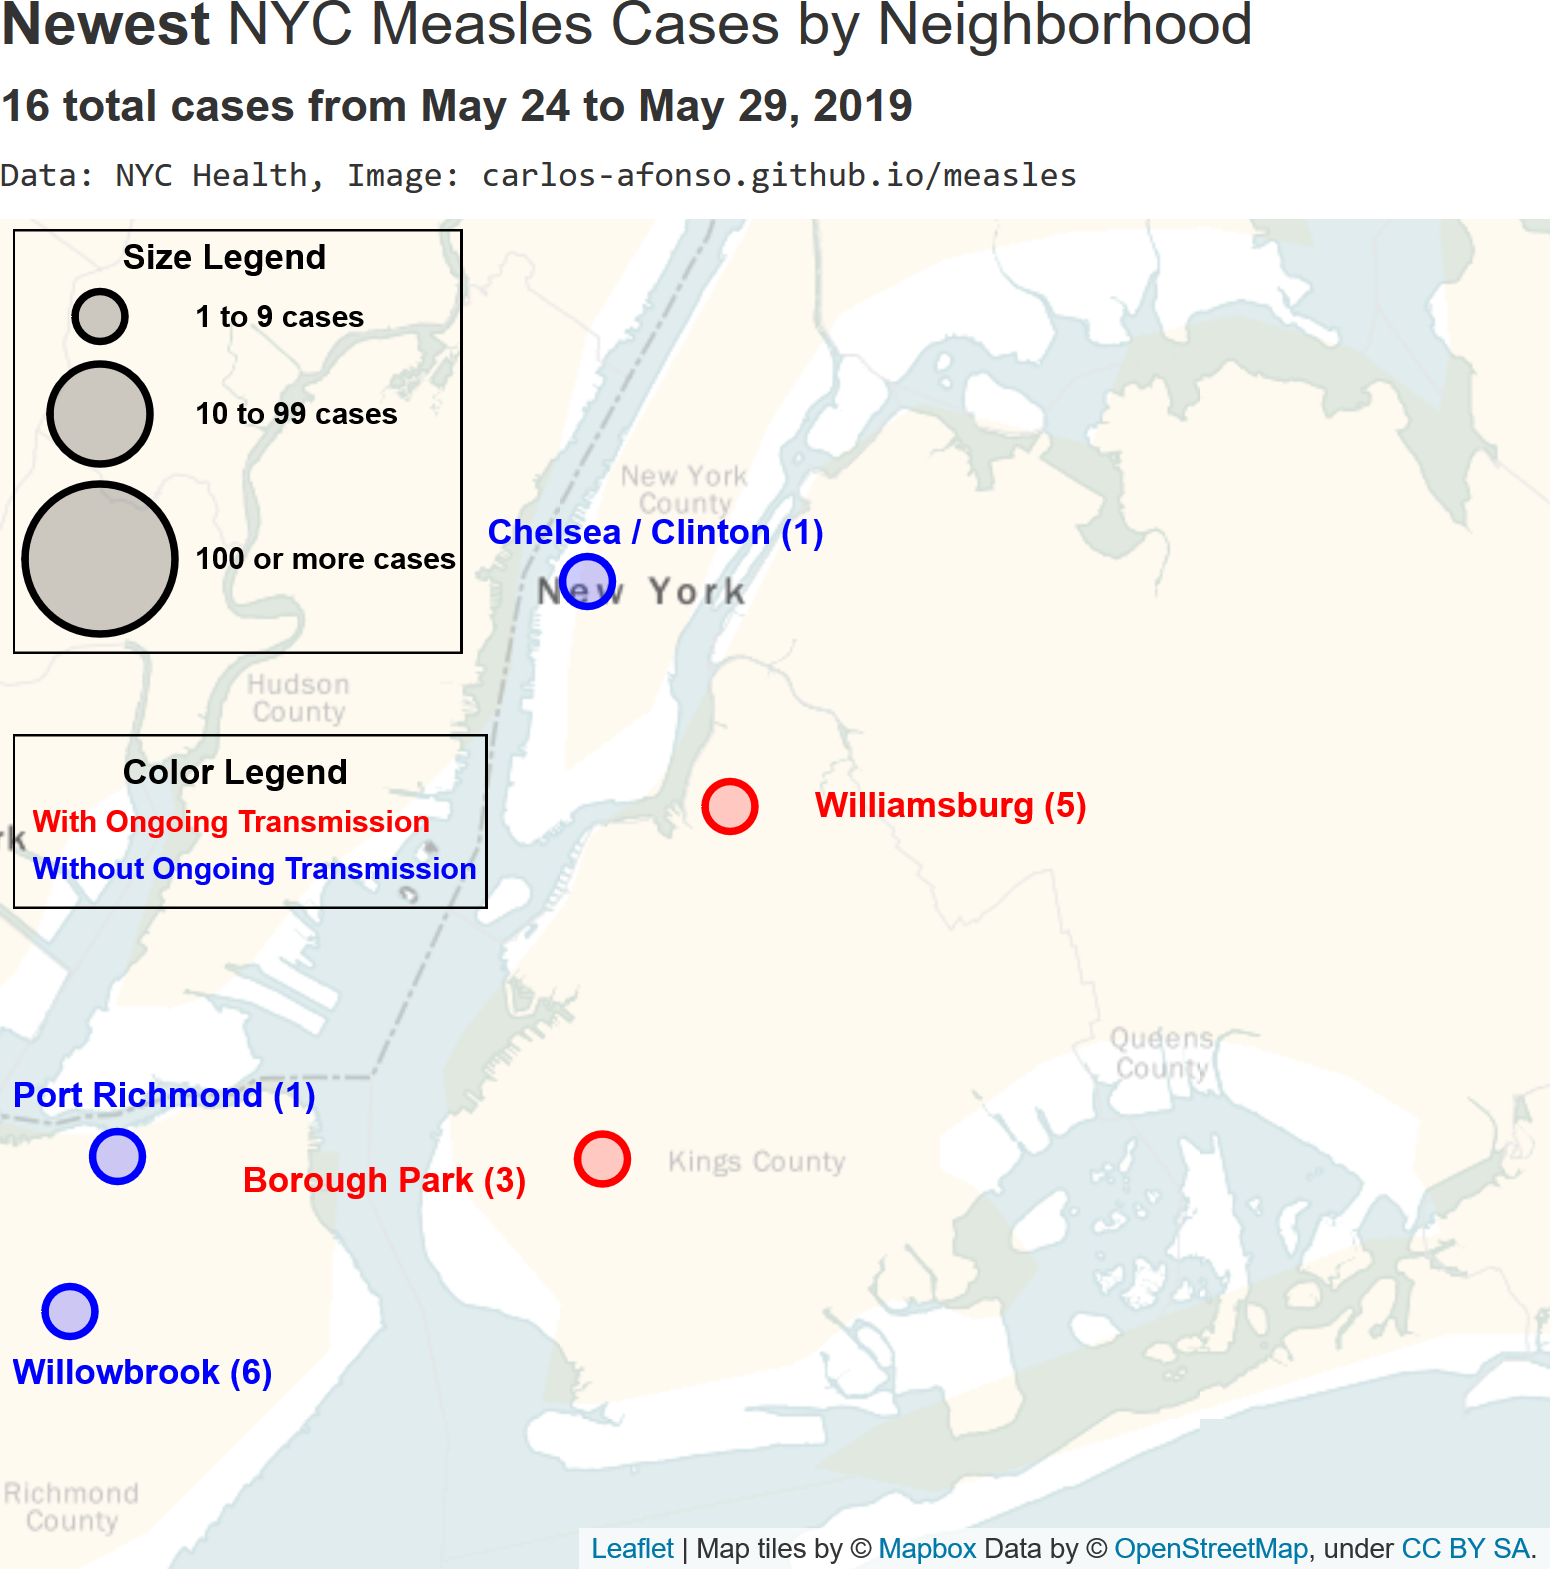 Newest NYC Measles Cases by Neighborhood
16 total cases from May 24 to May 29, 2019
Data: NYC Health, Image: carlos-afonso.github.io/measles
Size Legend
1 to 9 cases
10 to 99 cases
100 or more cases
New York
County
Chelsea / Clinton (1)
New York
Hudson
County
Color Legend
With Ongoing Transmission
Without Ongoing Transmission
Williamsburg (5)
Queens
County
Port Richmond (1)
Borough Park (3)
Kings County
Willowbrook (6)
Richmond
County
Leaflet | Map tiles by © Mapbox Data by © OpenStreetMap, under CC BY SA.